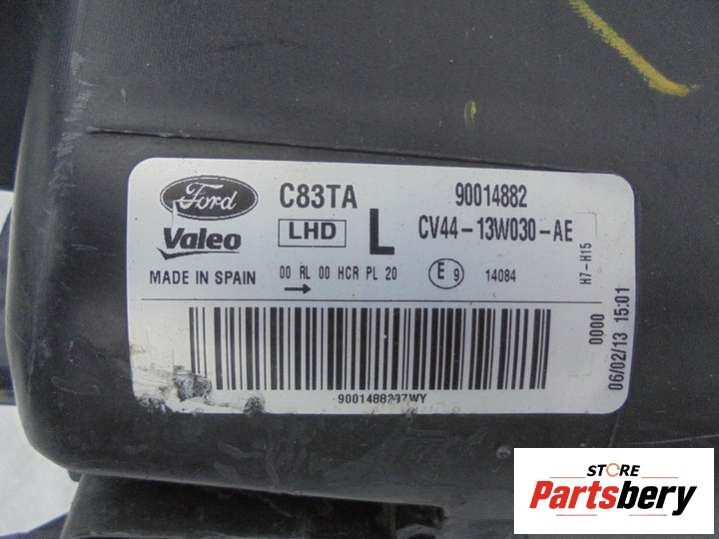 Ford
C83TA
90014882
Valeo
LHD
L
CV44-13W030-AE
MADE IN SPAIN
00 RL 00 HCR PL 20
E 9
14084
H7-H15
0000
06/02/13 15:01
STORE
Partsbery